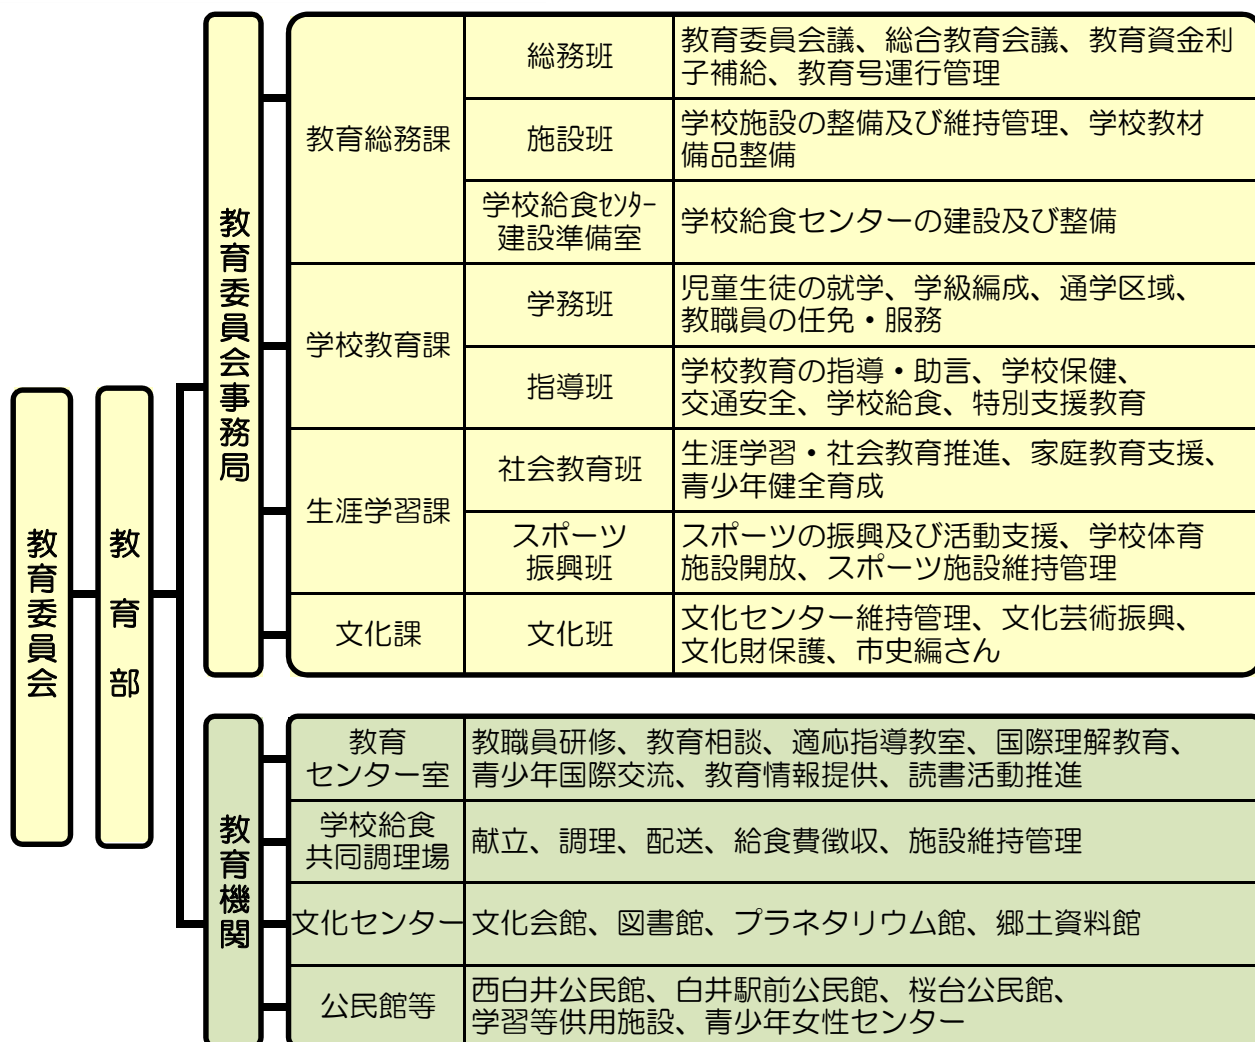 教育委員会
教育部
教育委員会事務局
教育総務課
総務班
教育委員会議、総合教育会議、教育資金利
子補給、教育号運行管理
施設班
学校施設の整備及び維持管理、学校教材
備品整備
学校給食ｾﾝﾀｰ
建設準備室
学校給食センターの建設及び整備
学校教育課
学務班
児童生徒の就学、学級編成、通学区域、
教職員の任免・服務
指導班
学校教育の指導・助言、学校保健、
交通安全、学校給食、特別支援教育
生涯学習課
社会教育班
生涯学習・社会教育推進、家庭教育支援、
青少年健全育成
スポーツ
振興班
スポーツの振興及び活動支援、学校体育
施設開放、スポーツ施設維持管理
文化課
文化班
文化センター維持管理、文化芸術振興、
文化財保護、市史編さん
教育機関
教育
センター室
教職員研修、教育相談、適応指導教室、国際理解教育、
青少年国際交流、教育情報提供、読書活動推進
学校給食
共同調理場
献立、調理、配送、給食費徴収、施設維持管理
文化センター
文化会館、図書館、プラネタリウム館、郷土資料館
公民館等
西白井公民館、白井駅前公民館、桜台公民館、
学習等供用施設、青少年女性センター